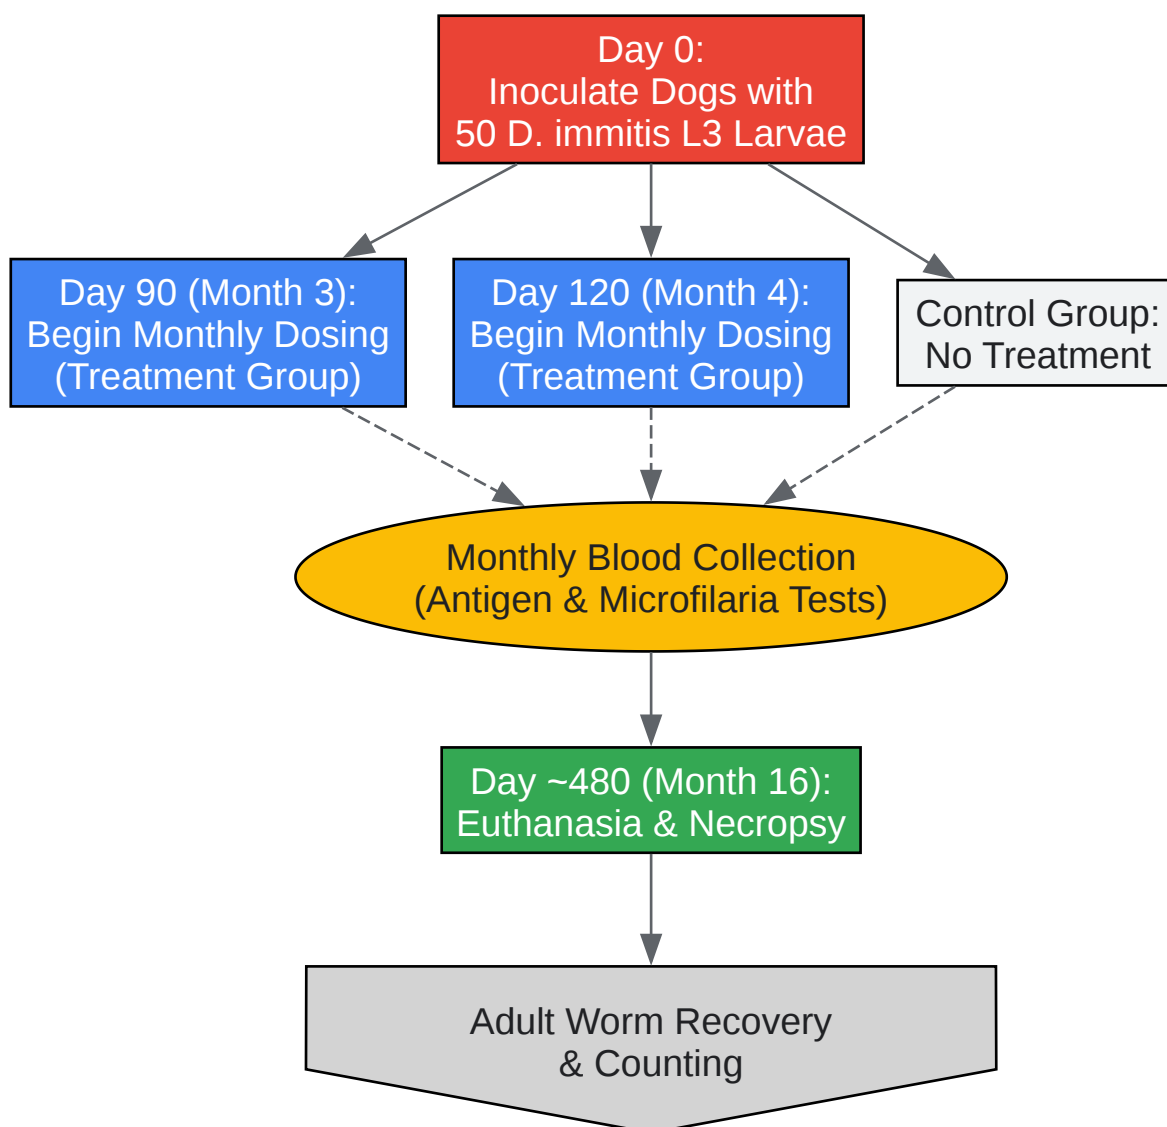 Day 0:
Inoculate Dogs with
50 D. immitis L3 Larvae
Day 90 (Month 3):
Begin Monthly Dosing
(Treatment Group)
Day 120 (Month 4):
Begin Monthly Dosing
(Treatment Group)
Control Group:
No Treatment
Monthly Blood Collection
(Antigen & Microfilaria Tests)
Day ~480 (Month 16):
Euthanasia & Necropsy
Adult Worm Recovery
& Counting